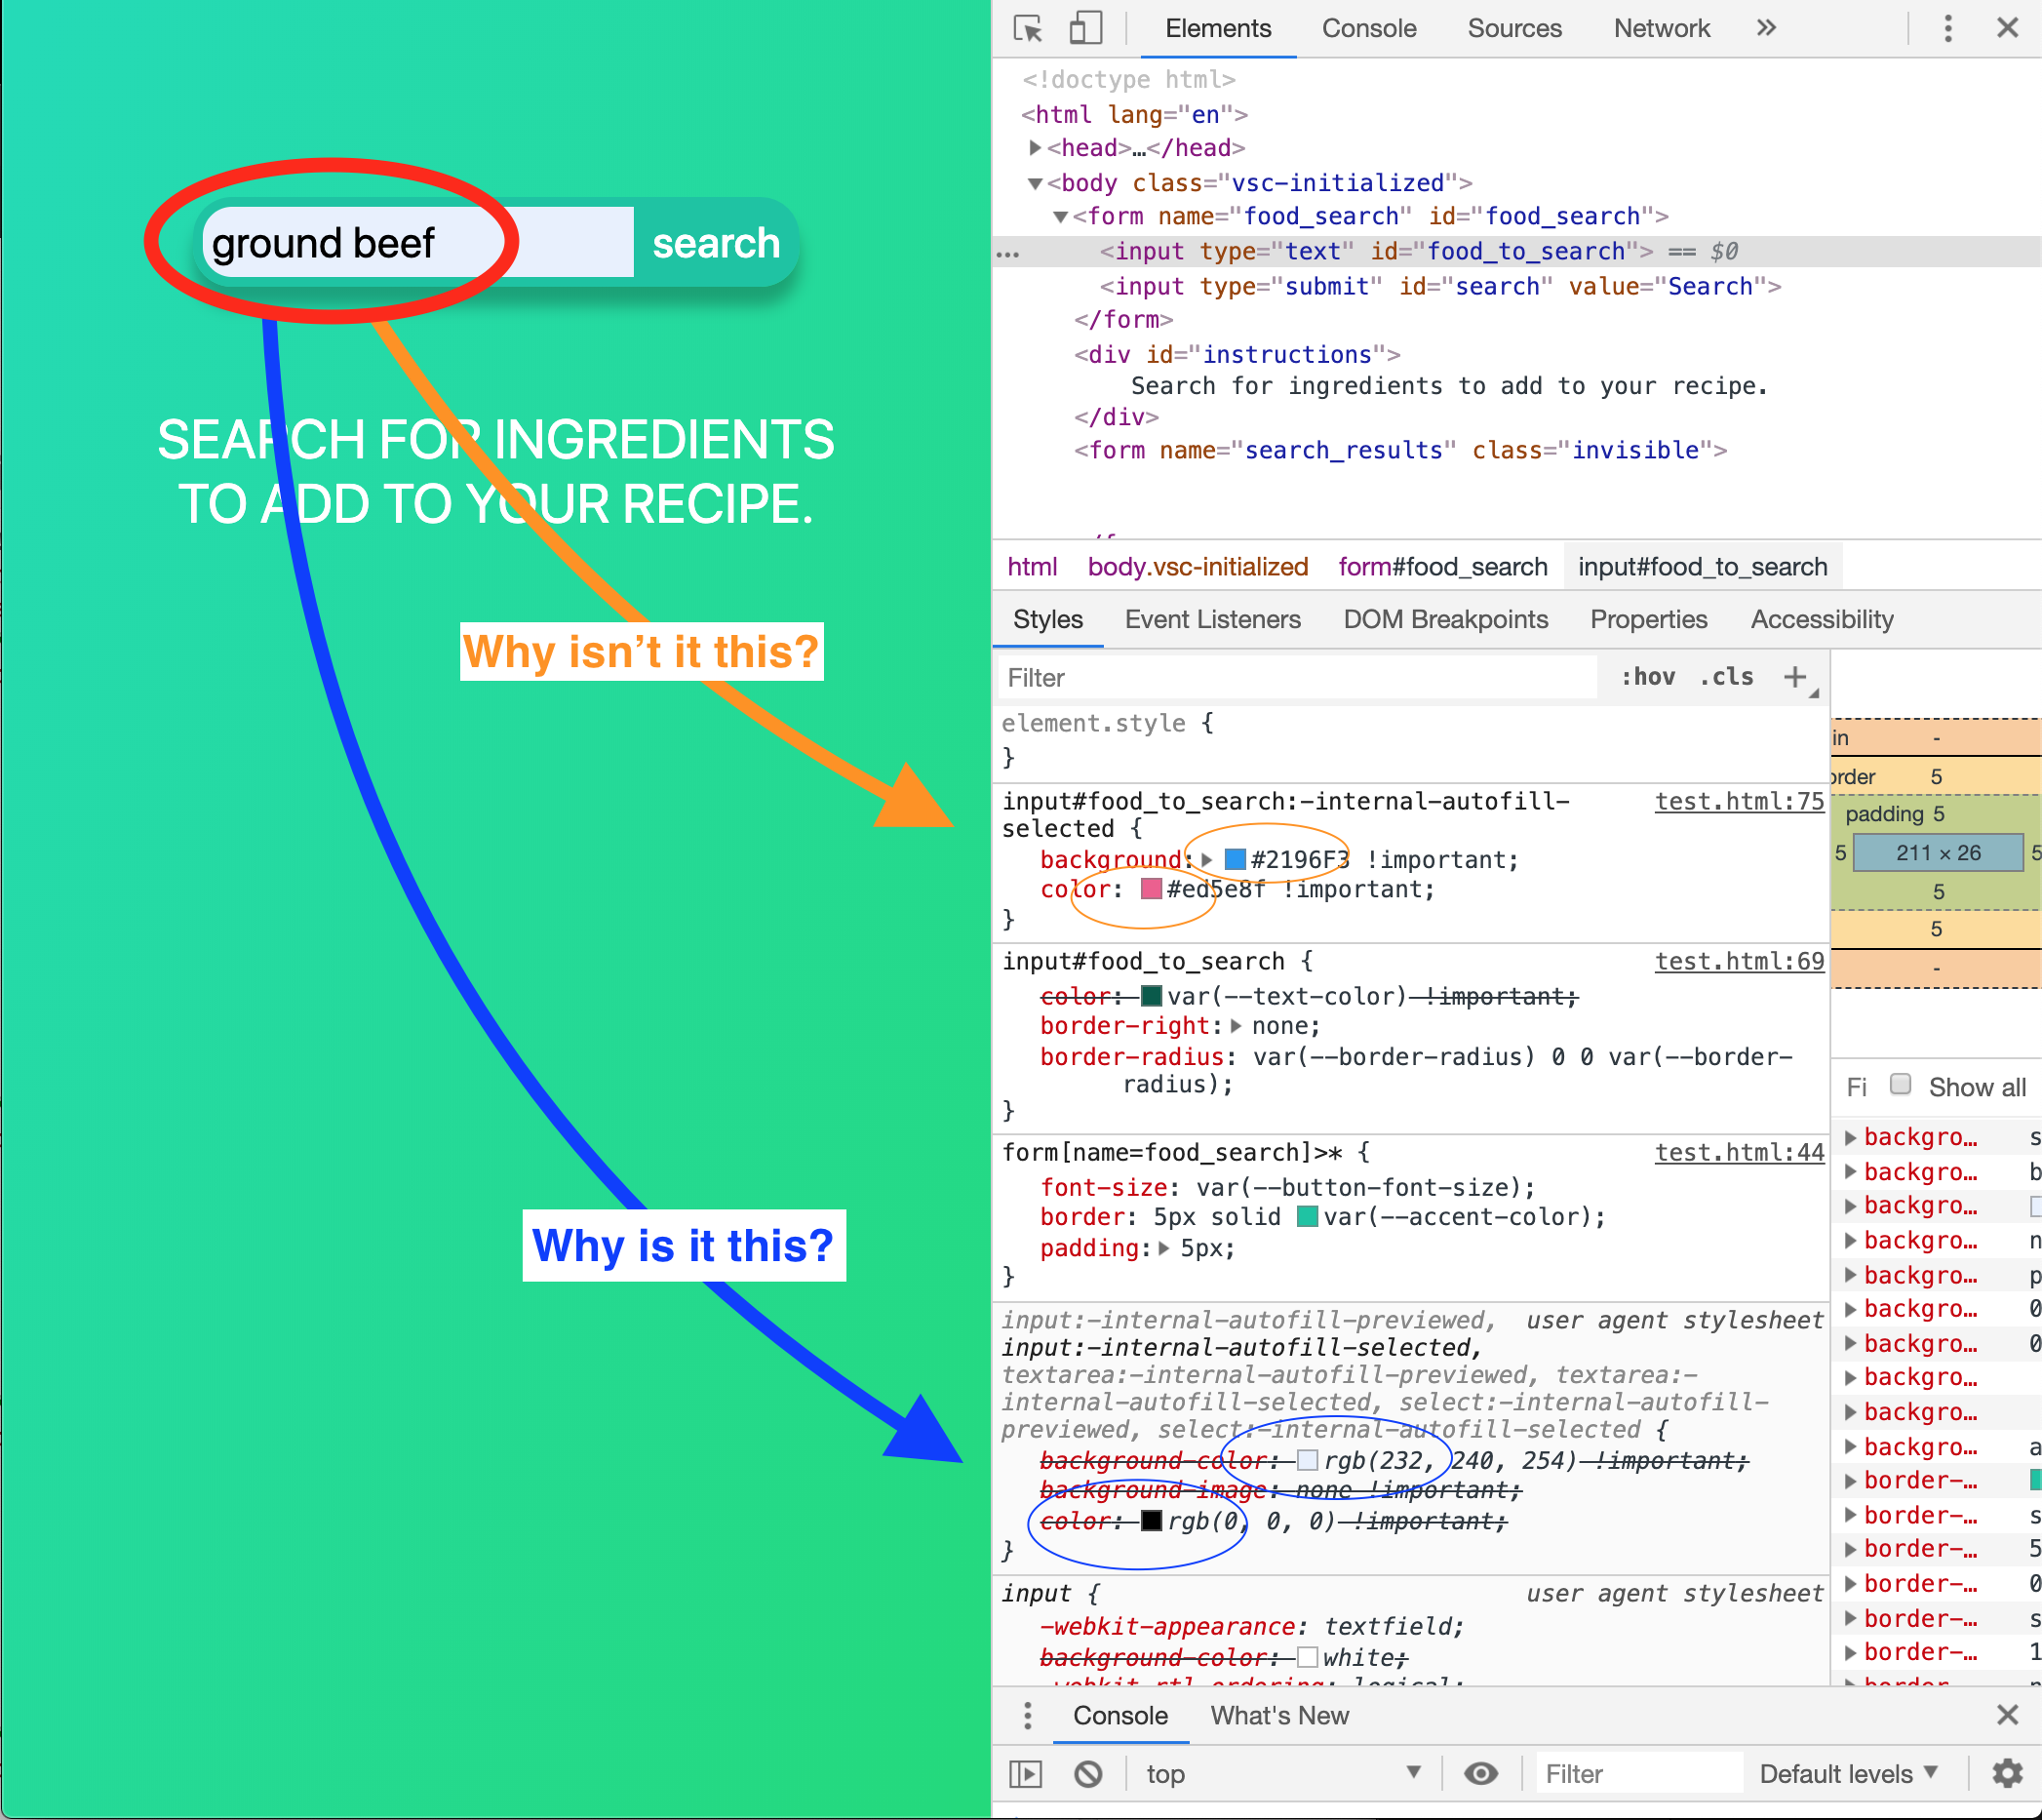 ground beef
search
SEARCH FOR INGREDIENTS
TO ADD TO YOUR RECIPE.
Why isn't it this?
Why is it this?
Elements Console Sources Network »
<!doctype html>
<html lang="en">
<head>…</head>
<body class="vsc-initialized">
<form name="food_search" id="food_search">
… <input type="text" id="food_to_search"> == $0
<input type="submit" id="search" value="Search">
</form>
<div id="instructions">
Search for ingredients to add to your recipe.
</div>
<form name="search_results" class="invisible">
html body.vsc-initialized form#food_search input#food_to_search
Styles Event Listeners DOM Breakpoints Properties Accessibility
Filter :hov .cls +
element.style {
}
input#food_to_search:-internal-autofill- test.html:75
selected {
background: #2196F3 !important;
color: #ed5e8f !important;
}
input#food_to_search { test.html:69
color: var(--text-color) !important;
border-right: none;
border-radius: var(--border-radius) 0 0 var(--border-
radius);
}
form[name=food_search]>* { test.html:44
font-size: var(--button-font-size);
border: 5px solid var(--accent-color);
padding: 5px;
}
input:-internal-autofill-previewed, user agent stylesheet
input:-internal-autofill-selected,
textarea:-internal-autofill-previewed, textarea:-
internal-autofill-selected, select:-internal-autofill-
previewed, select:-internal-autofill-selected {
background-color: rgb(232, 240, 254) !important;
background-image: none !important;
color: rgb(0, 0, 0) !important;
}
input { user agent stylesheet
-webkit-appearance: textfield;
background-color: white;
-webkit-rtl-ordering: logical;
in -
order 5
padding 5
5 211 × 26 5
5
5
-
Fi Show all
backgro… s
backgro… b
backgro…
backgro… n
backgro… p
backgro… 0
backgro… 0
backgro…
backgro…
backgro… a
border-…
border-… s
border-… 5
border-… 0
border-… s
border-… 1
Console What's New
top Filter Default levels